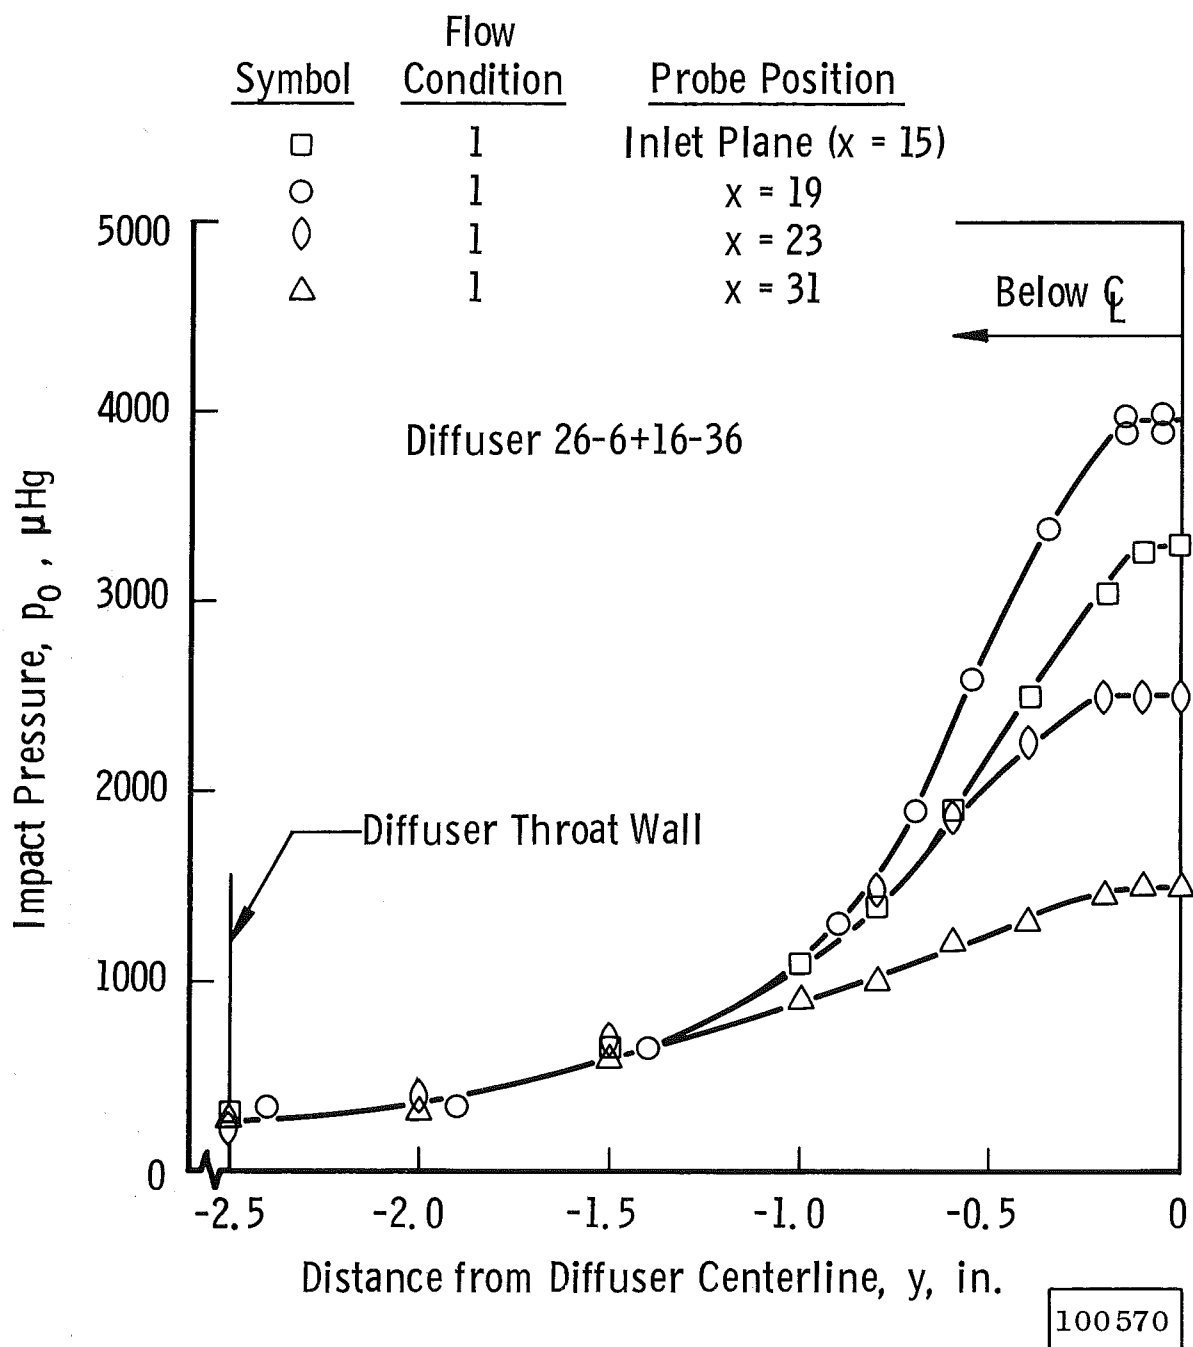 Flow
Symbol Condition Probe Position
□ 1 Inlet Plane (x = 15)
○ 1 x = 19
◊ 1 x = 23
△ 1 x = 31
5000
Below ℄
4000
Diffuser 26-6+16-36
3000
Impact Pressure, p₀ , µHg
2000
Diffuser Throat Wall
1000
0
-2.5 -2.0 -1.5 -1.0 -0.5 0
Distance from Diffuser Centerline, y, in.
100570